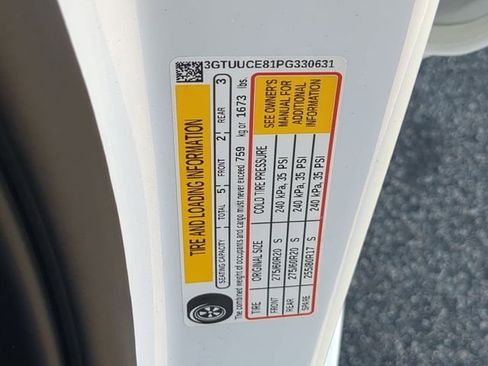 3GTUUCE81PG330631
TIRE AND LOADING INFORMATION
SEATING CAPACITY TOTAL 5 FRONT 2 REAR 3
The combined weight of occupants and cargo must never exceed 759 kg or 1673 lbs.
TIRE ORIGINAL SIZE COLD TIRE PRESSURE
FRONT 275/60R20 S 240 kPa, 35 PSI
REAR 275/60R20 S 240 kPa, 35 PSI
SPARE 255/80R17 S 240 kPa, 35 PSI
SEE OWNER'S
MANUAL FOR
ADDITIONAL
INFORMATION